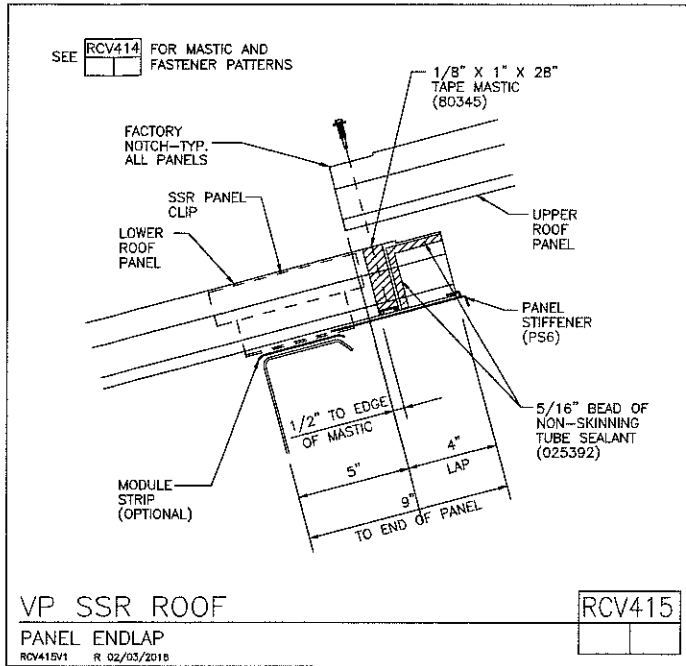 SEE RCV414 FOR MASTIC AND
FASTENER PATTERNS
1/8" X 1" X 28"
TAPE MASTIC
(80345)
FACTORY
NOTCH-TYP.
ALL PANELS
SSR PANEL
CLIP
LOWER
ROOF
PANEL
UPPER
ROOF
PANEL
PANEL
STIFFENER
(PS6)
1/2" TO EDGE
OF MASTIC
5/16" BEAD OF
NON-SKINNING
TUBE SEALANT
(025392)
5"
4"
LAP
MODULE
STRIP
(OPTIONAL)
9"
TO END OF PANEL
VP SSR ROOF
RCV415
PANEL ENDLAP
RCV415V1 R 02/03/2018